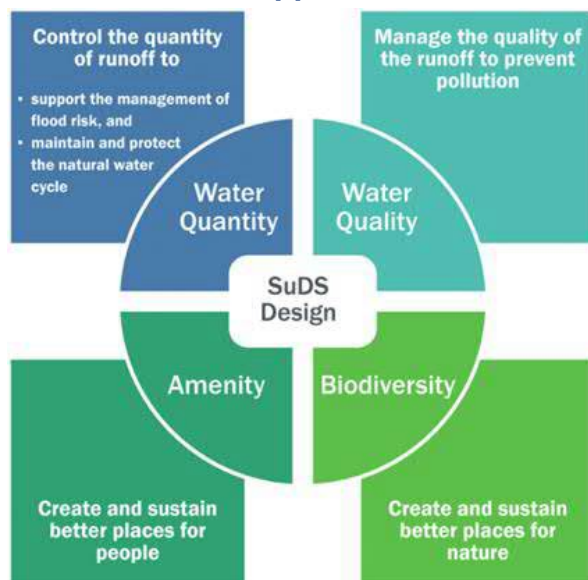 Control the quantity
of runoff to
• support the management of
flood risk, and
• maintain and protect
the natural water
cycle
Manage the quality of
the runoff to prevent
pollution
Water
Quantity
Water
Quality
SuDS
Design
Amenity
Biodiversity
Create and sustain
better places for
people
Create and sustain
better places for
nature